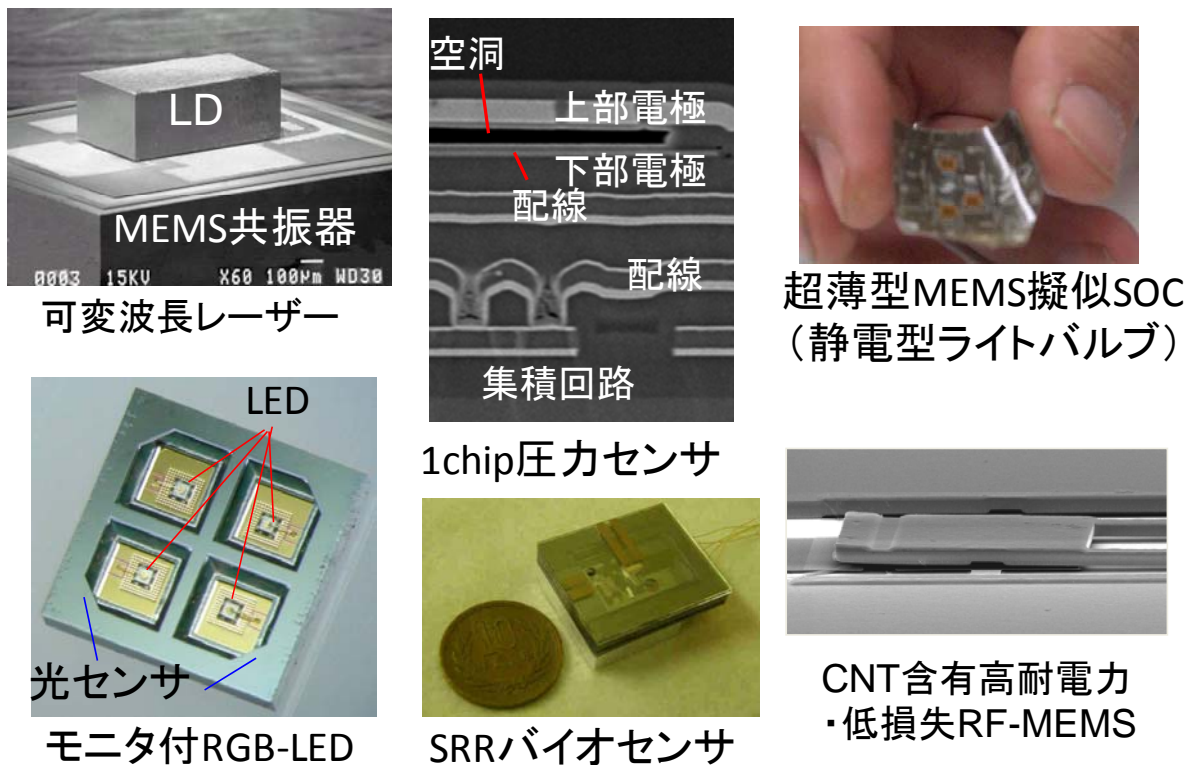 LD
MEMS共振器
0003 15KV X60 100µm WD30
可変波長レーザー
空洞
上部電極
下部電極
配線
配線
集積回路
1chip圧力センサ
超薄型MEMS擬似SOC
（静電型ライトバルブ）
LED
光センサ
モニタ付RGB-LED
10
SRRバイオセンサ
CNT含有高耐電力
・低損失RF-MEMS